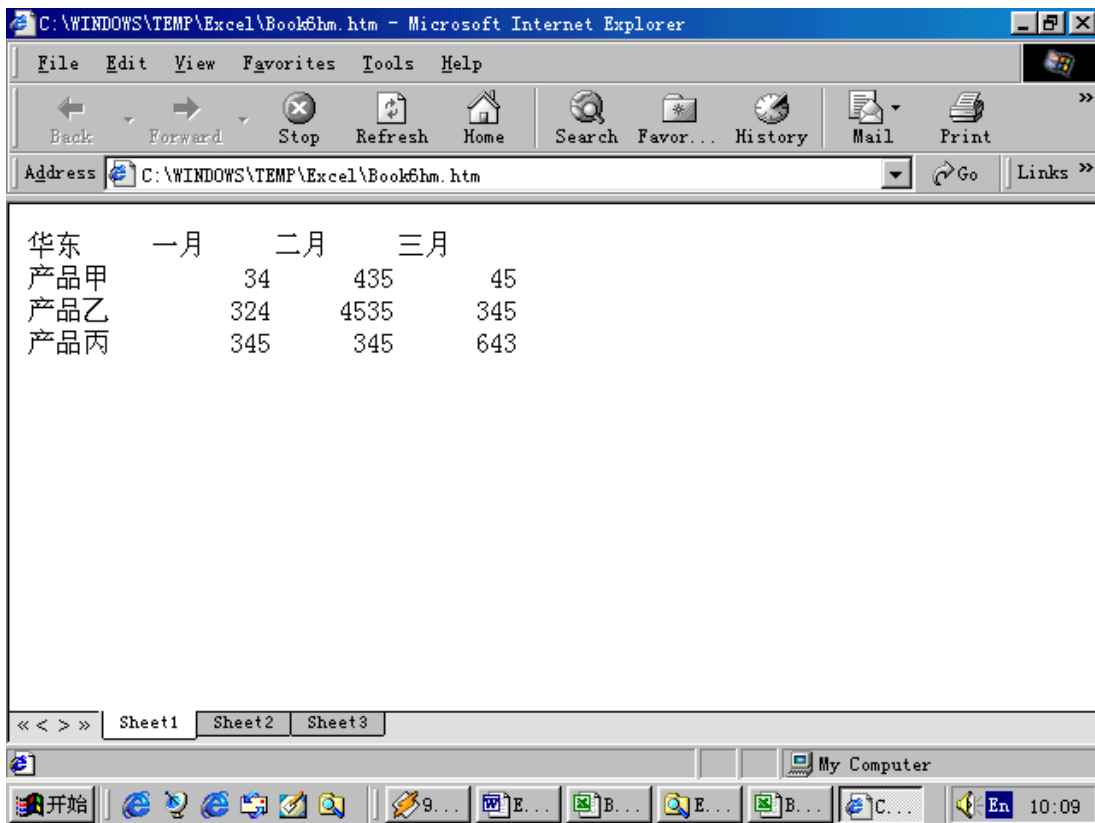 C:\WINDOWS\TEMP\Excel\Book6hm.htm - Microsoft Internet Explorer
File Edit View Favorites Tools Help
Back Forward Stop Refresh Home Search Favor... History Mail Print »
Address C:\WINDOWS\TEMP\Excel\Book6hm.htm Go Links »
华东 一月 二月 三月
产品甲 34 435 45
产品乙 324 4535 345
产品丙 345 345 643
« < > » Sheet1 Sheet2 Sheet3
My Computer
开始 9... E... B... E... B... C... En 10:09